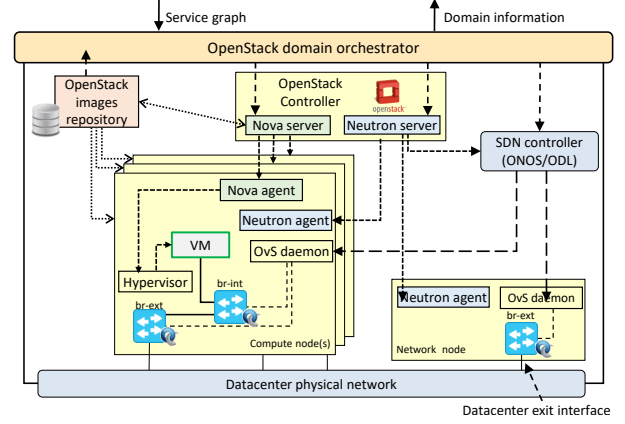 Service graph
Domain information
OpenStack domain orchestrator
OpenStack
images
repository
OpenStack
Controller
openstack
Nova server
Neutron server
SDN controller
(ONOS/ODL)
Nova agent
Neutron agent
VM
OvS daemon
Hypervisor
br-int
br-ext
Compute node(s)
Neutron agent
OvS daemon
br-ext
Network node
Datacenter physical network
Datacenter exit interface